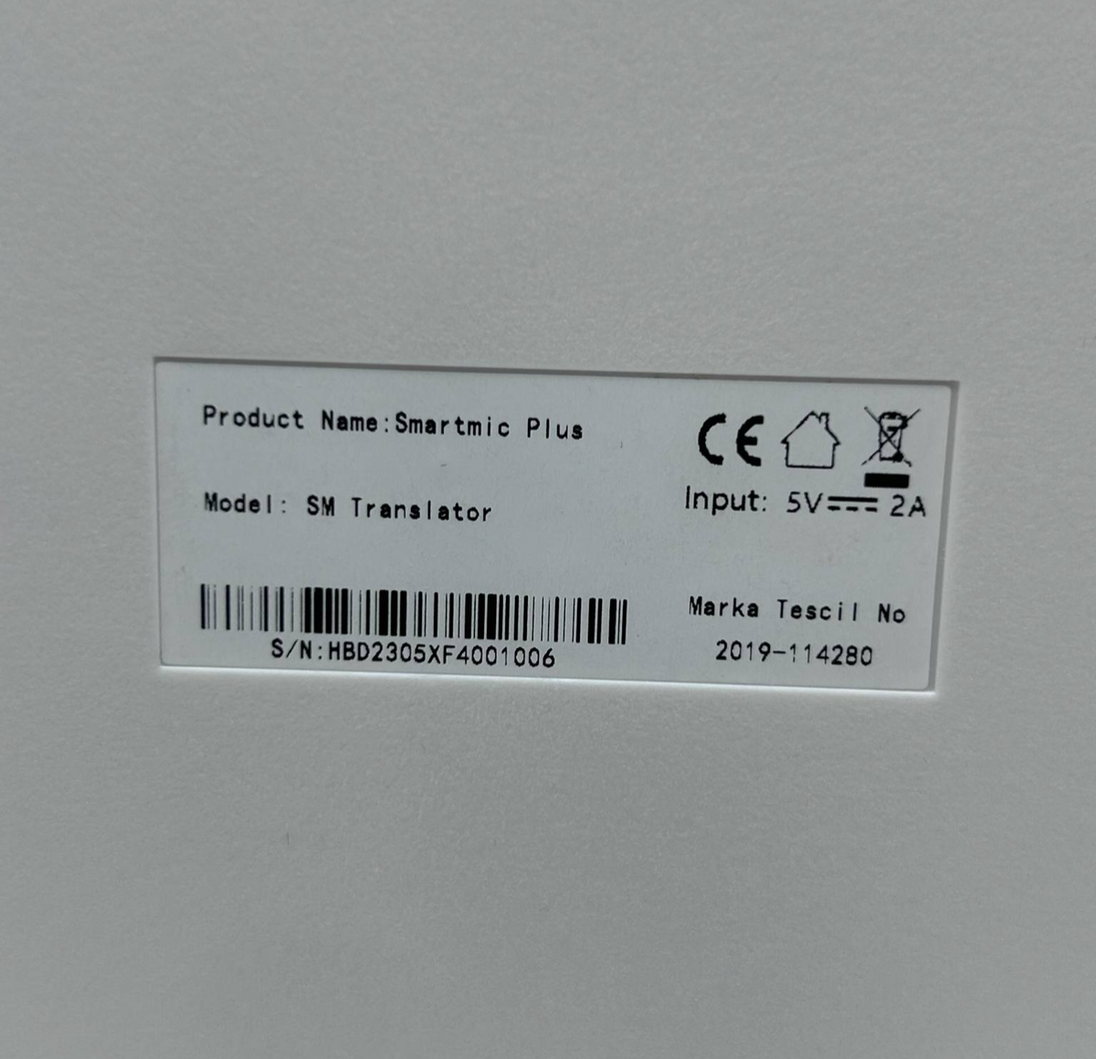 Product Name:Smartmic Plus
Model: SM Translator
S/N:HBD2305XF4001006
CE
Input: 5V 2A
Marka Tescil No
2019-114280